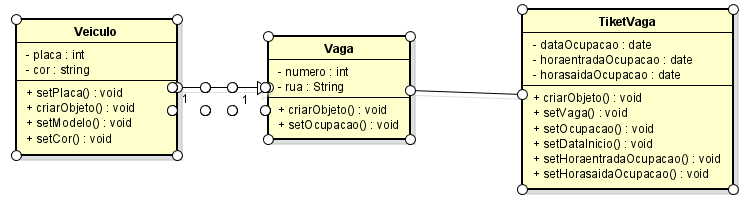 Veiculo
- placa : int
- cor : string
+ setPlaca() : void
+ criarObjeto() : void
+ setModelo() : void
+ setCor() : void
1
1
Vaga
- numero : int
- rua : String
+ criarObjeto() : void
+ setOcupacao() : void
TiketVaga
- dataOcupacao : date
- horaentradaOcupacao : date
- horasaidaOcupacao : date
+ criarObjeto() : void
+ setVaga() : void
+ setOcupacao() : void
+ setDataInicio() : void
+ setHoraentradaOcupacao() : void
+ setHorasaidaOcupacao() : void